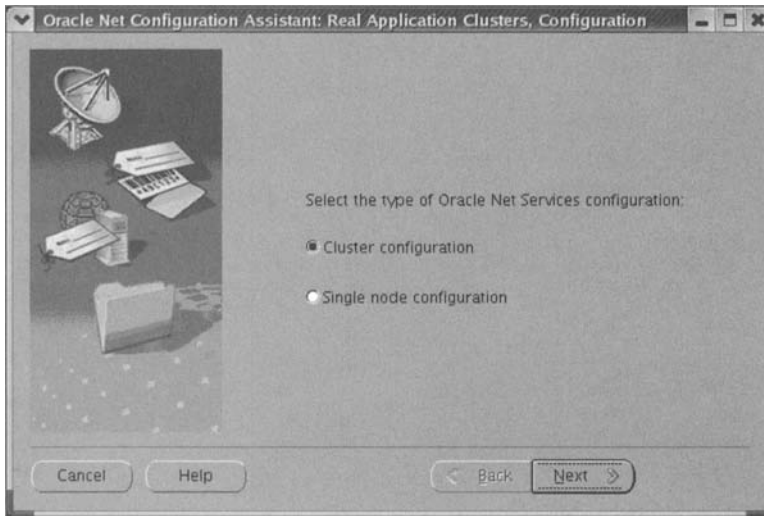 Oracle Net Configuration Assistant: Real Application Clusters, Configuration
Select the type of Oracle Net Services configuration:
Cluster configuration
Single node configuration
Cancel
Help
Back
Next